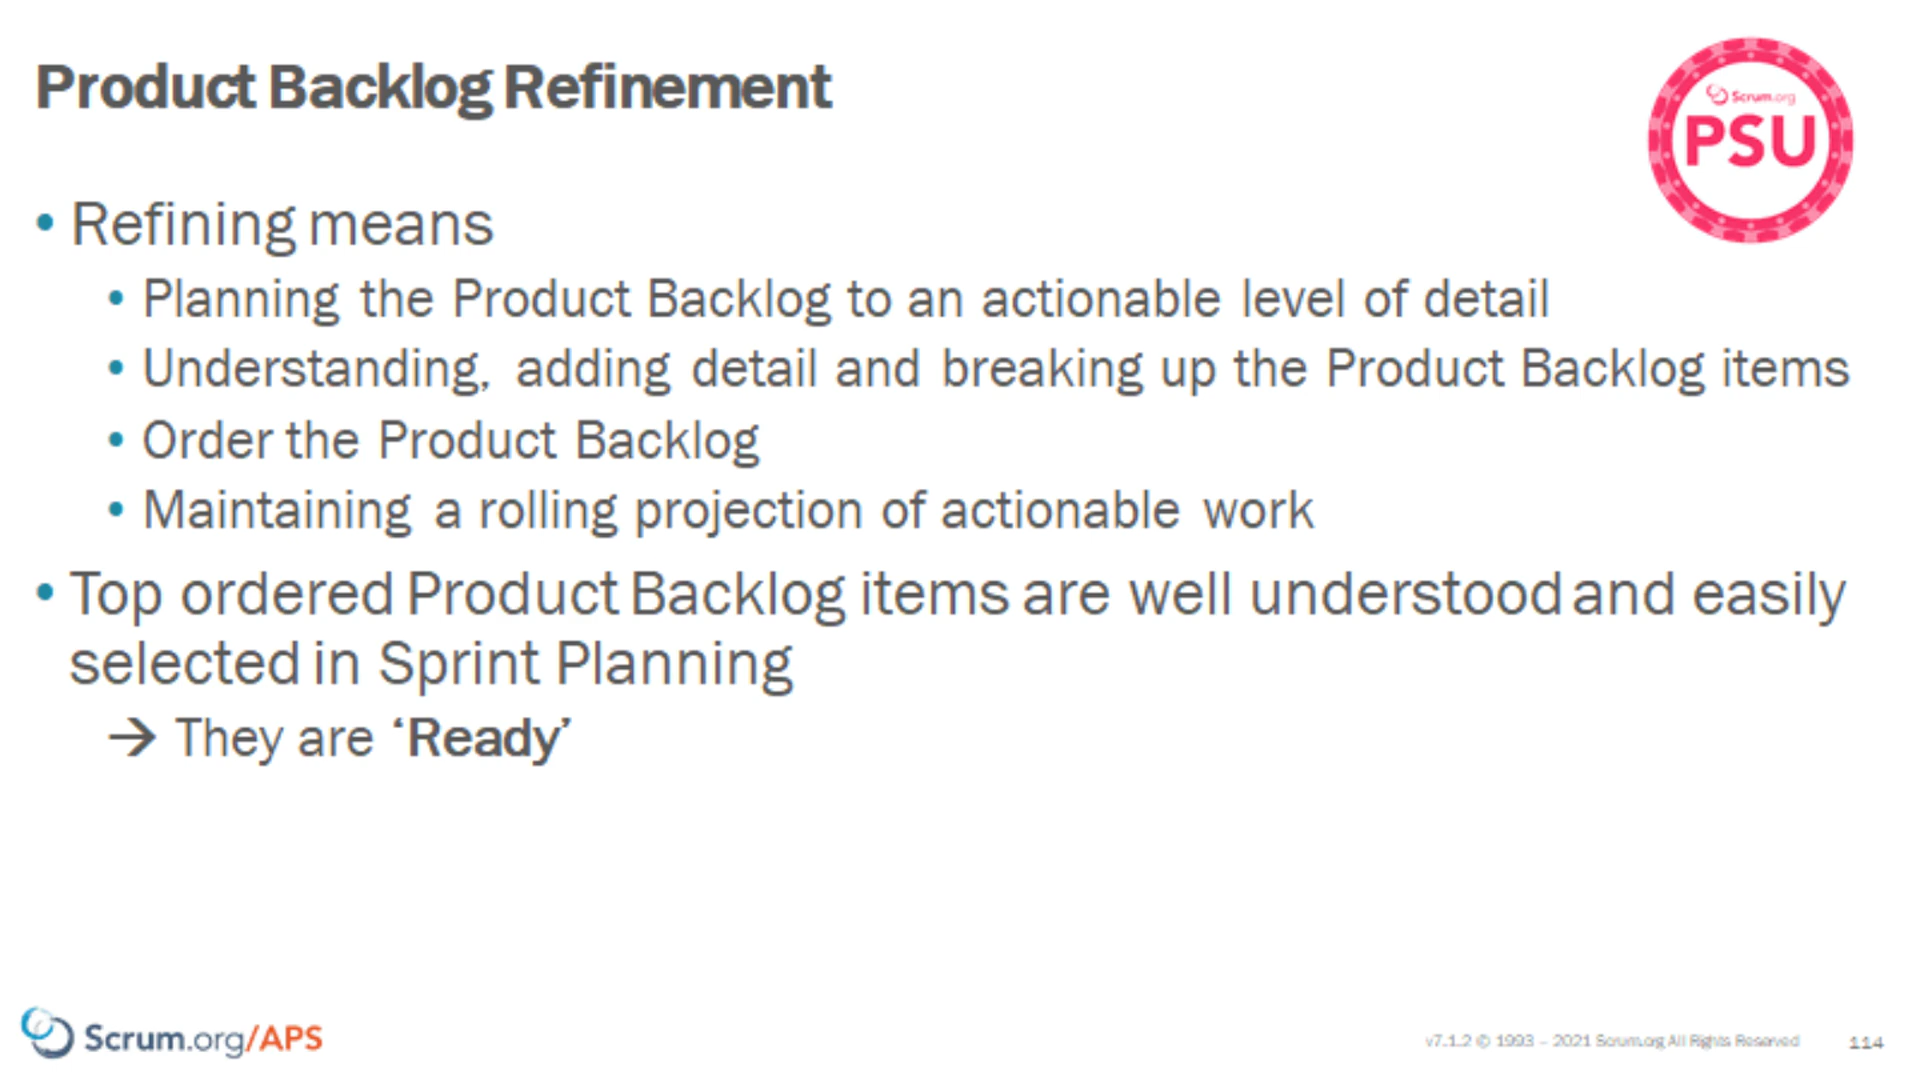 Product Backlog Refinement
Scrum.org
PSU
• Refining means
• Planning the Product Backlog to an actionable level of detail
• Understanding, adding detail and breaking up the Product Backlog items
• Order the Product Backlog
• Maintaining a rolling projection of actionable work
• Top ordered Product Backlog items are well understood and easily
selected in Sprint Planning
→ They are ‘Ready’
Scrum.org/APS
v7.1.2 © 1993 – 2021 Scrum.org All Rights Reserved
114